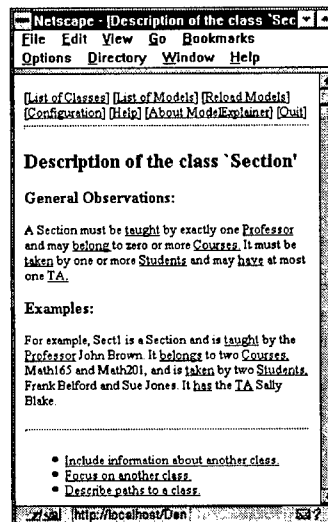 Netscape - [Description of the class `Sec
File Edit View Go Bookmarks
Options Directory Window Help
[List of Classes] [List of Models] [Reload Models]
[Configuration] [Help] [About ModelExplainer] [Quit]
Description of the class `Section'
General Observations:
A Section must be taught by exactly one Professor
and may belong to zero or more Courses. It must be
taken by one or more Students and may have at most
one TA.
Examples:
For example, Sect1 is a Section and is taught by the
Professor John Brown. It belongs to two Courses,
Math165 and Math201, and is taken by two Students,
Frank Belford and Sue Jones. It has the TA Sally
Blake.
Include information about another class.
Focus on another class.
Describe paths to a class.
http://localhost/Den